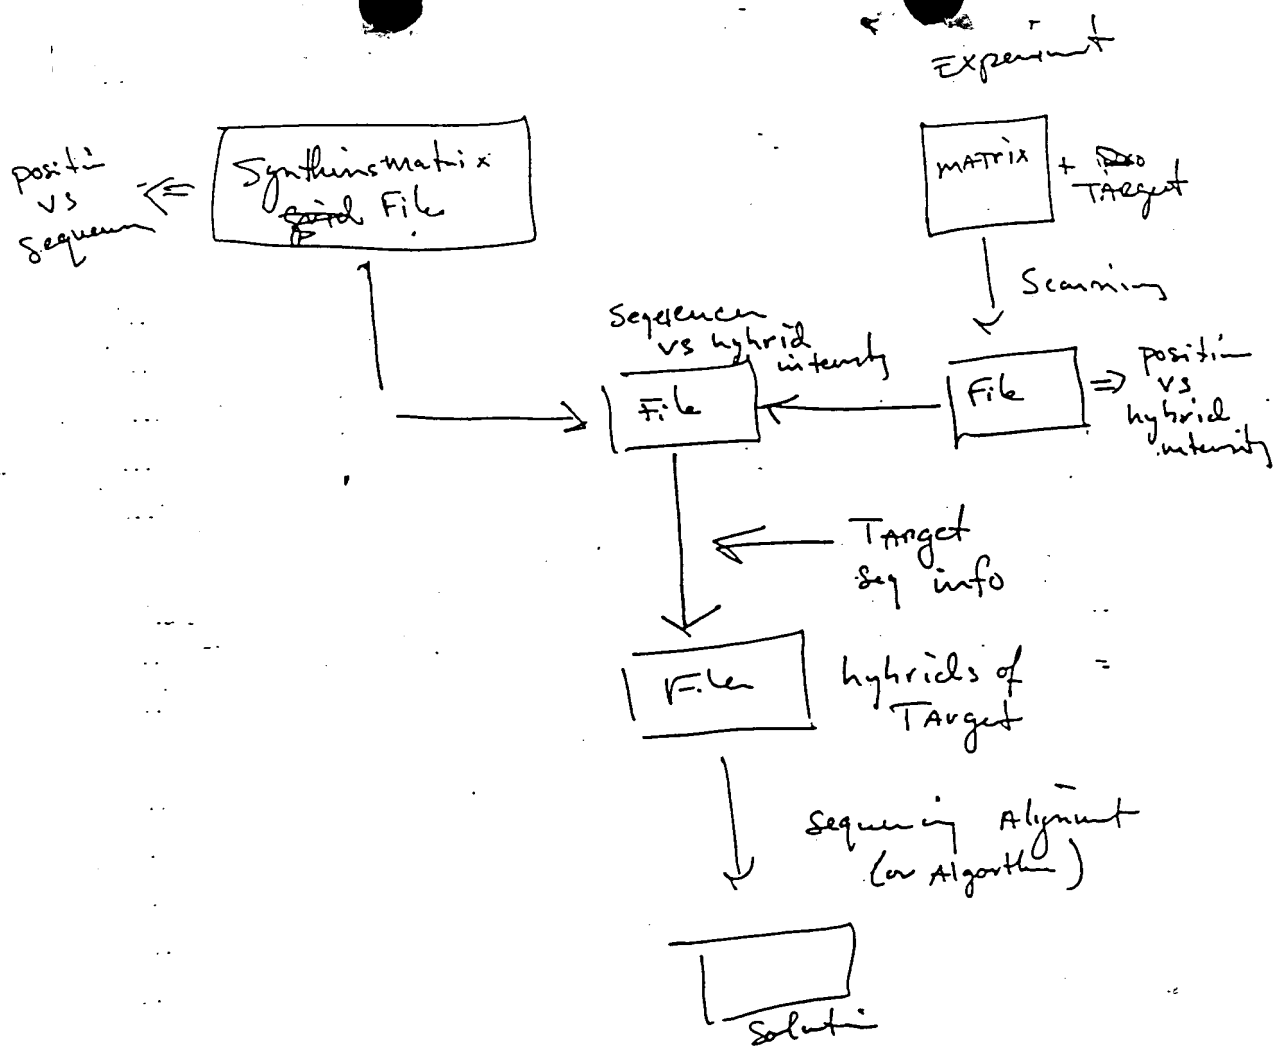 Experiment
Synthesis matrix
File
position
vs
sequence
MATRIX
+
TARget
Scanning
Sequences
vs hybrid
intensity
File
File
position
vs
hybrid
intensity
TARget
Seq info
File
hybrids of
TARget
Sequencing Alignment
(or Algorithm)
Solution